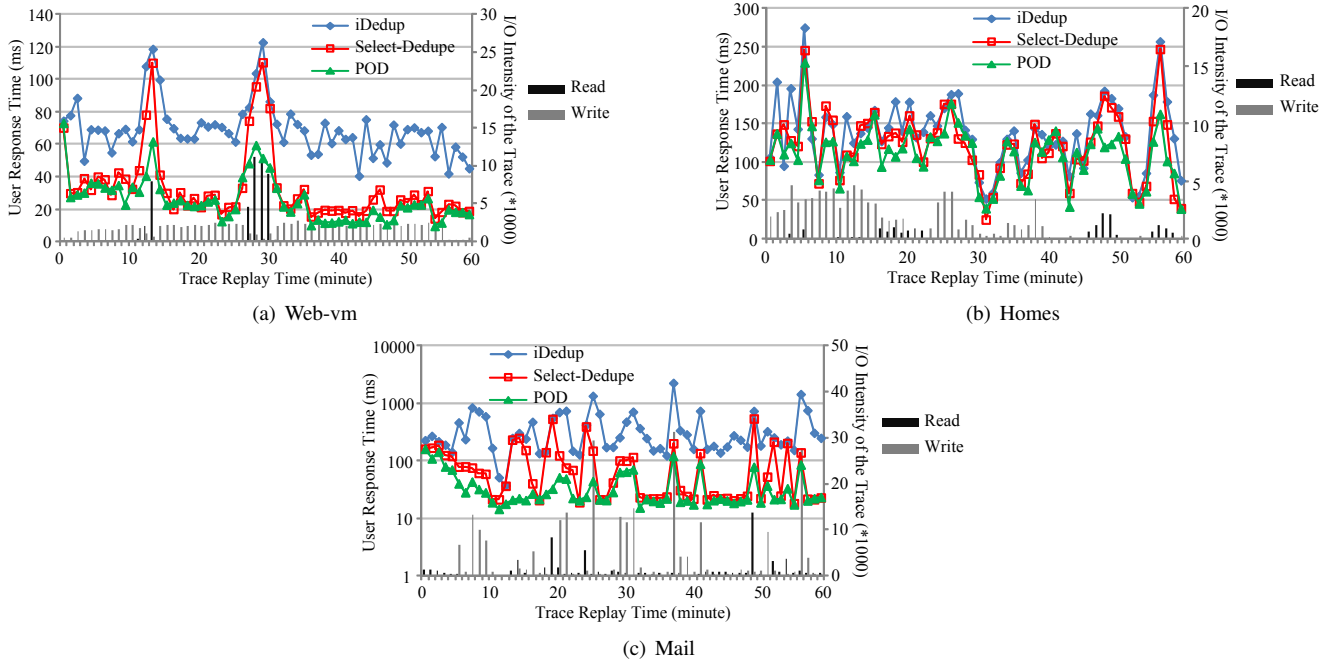 140
120
100
80
60
40
20
0
User Response Time (ms)
30
25
20
15
10
5
0
I/O Intensity of the Trace (*1000)
iDedup
Select-Dedupe
POD
Read
Write
0 10 20 30 40 50 60
Trace Replay Time (minute)
(a) Web-vm
300
250
200
150
100
50
0
User Response Time (ms)
20
15
10
5
0
I/O Intensity of the Trace (*1000)
iDedup
Select-Dedupe
POD
Read
Write
0 10 20 30 40 50 60
Trace Replay Time (minute)
(b) Homes
10000
1000
100
10
1
User Response Time (ms)
50
40
30
20
10
0
I/O Intensity of the Trace (*1000)
iDedup
Select-Dedupe
POD
Read
Write
0 10 20 30 40 50 60
Trace Replay Time (minute)
(c) Mail